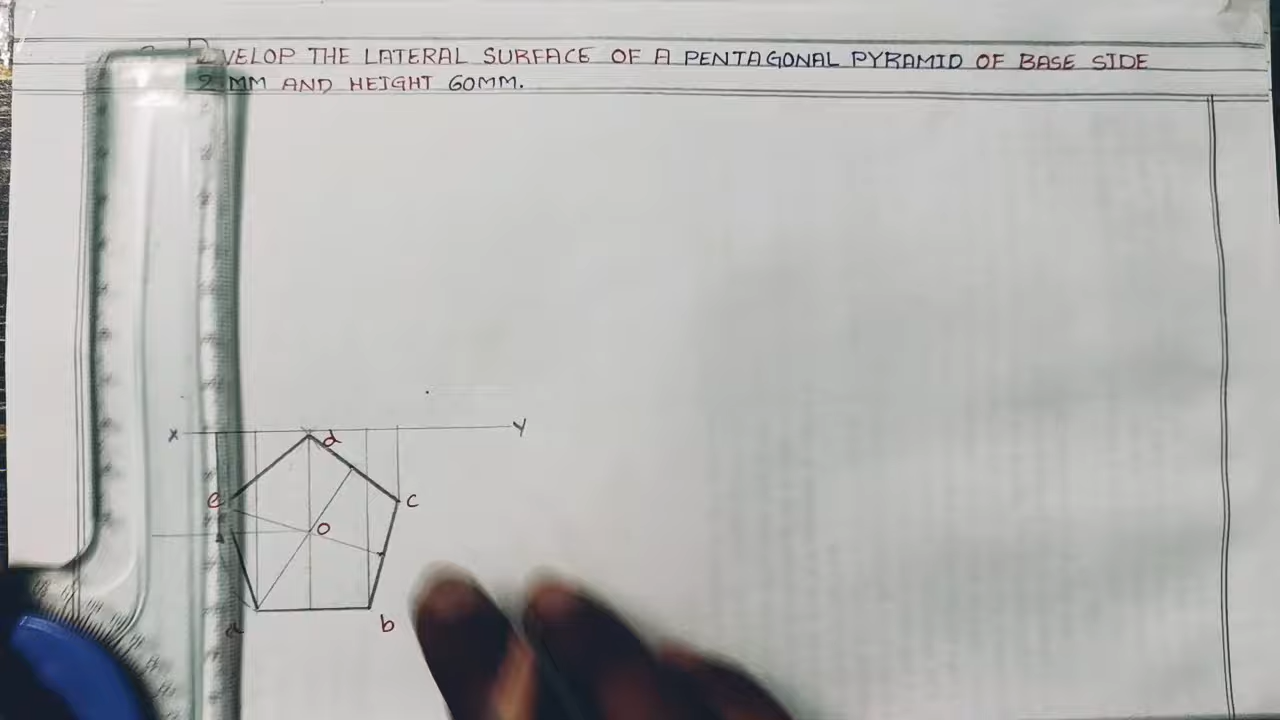 VELOP THE LATERAL SURFACE OF A PENTAGONAL PYRAMID OF BASE SIDE
MM AND HEIGHT 60MM.
X Y
d
e c
o
a b